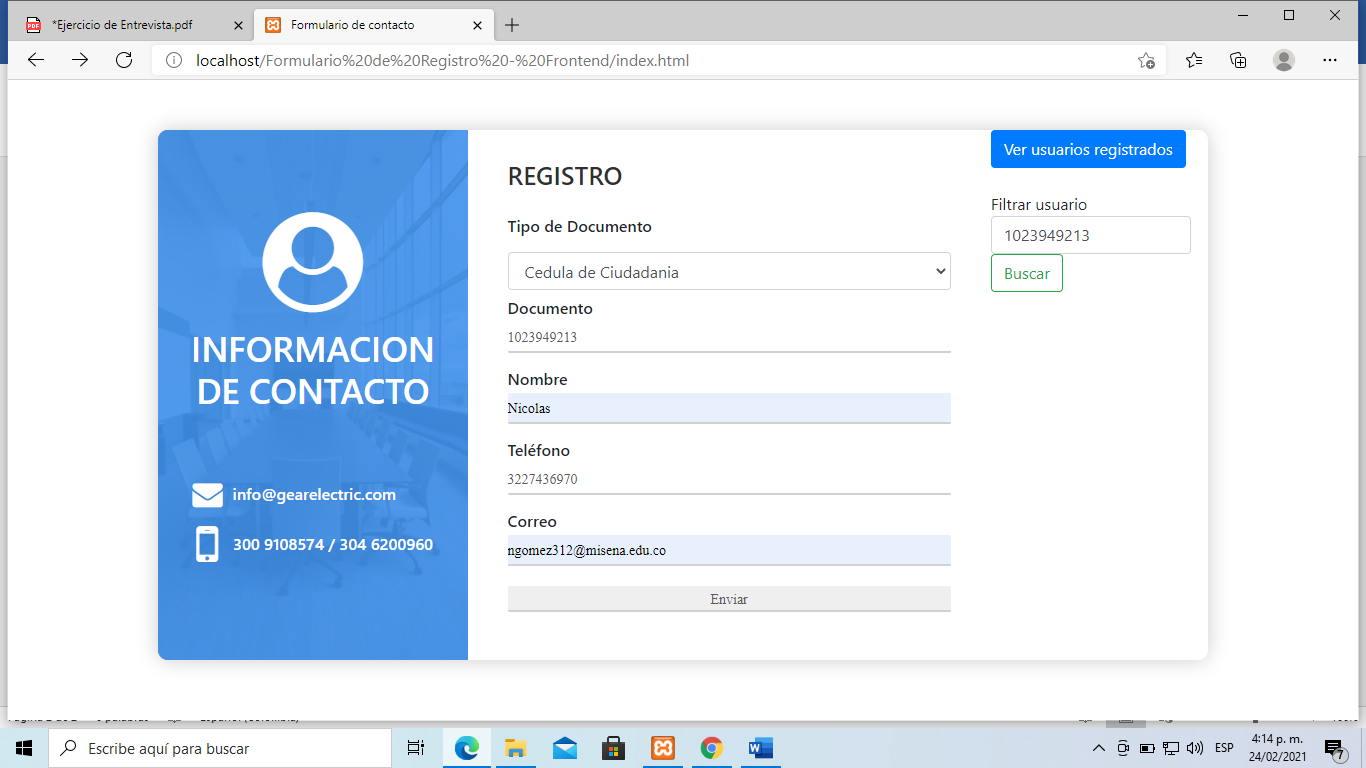 *Ejercicio de Entrevista.pdf
Formulario de contacto
localhost/Formulario%20de%20Registro%20-%20Frontend/index.html
INFORMACION
DE CONTACTO
info@gearelectric.com
300 9108574 / 304 6200960
REGISTRO
Tipo de Documento
Cedula de Ciudadania
Documento
1023949213
Nombre
Nicolas
Teléfono
3227436970
Correo
ngomez312@misena.edu.co
Enviar
Ver usuarios registrados
Filtrar usuario
1023949213
Buscar
Escribe aquí para buscar
ESP
4:14 p. m.
24/02/2021
7